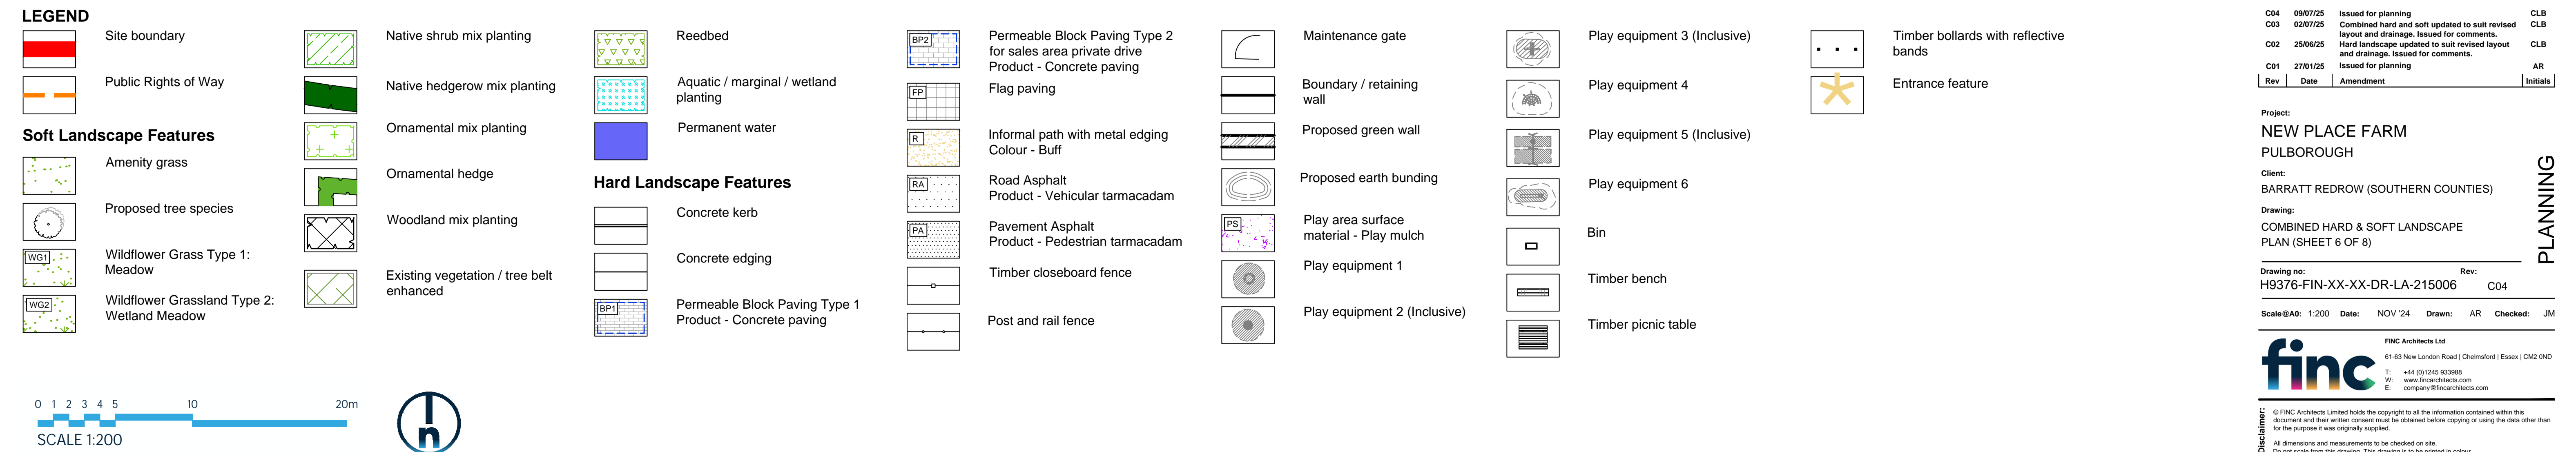 LEGEND
Site boundary
Public Rights of Way
Soft Landscape Features
Amenity grass
Proposed tree species
WG1
Wildflower Grass Type 1:
Meadow
WG2
Wildflower Grassland Type 2:
Wetland Meadow
Native shrub mix planting
Native hedgerow mix planting
Ornamental mix planting
Ornamental hedge
Woodland mix planting
Existing vegetation / tree belt
enhanced
Reedbed
Aquatic / marginal / wetland
planting
Permanent water
Hard Landscape Features
Concrete kerb
Concrete edging
BP1
Permeable Block Paving Type 1
Product - Concrete paving
BP2
Permeable Block Paving Type 2
for sales area private drive
Product - Concrete paving
FP
Flag paving
R
Informal path with metal edging
Colour - Buff
RA
Road Asphalt
Product - Vehicular tarmacadam
PA
Pavement Asphalt
Product - Pedestrian tarmacadam
Timber closeboard fence
Post and rail fence
Maintenance gate
Boundary / retaining
wall
Proposed green wall
Proposed earth bunding
PS
Play area surface
material - Play mulch
Play equipment 1
Play equipment 2 (Inclusive)
Play equipment 3 (Inclusive)
Play equipment 4
Play equipment 5 (Inclusive)
Play equipment 6
Bin
Timber bench
Timber picnic table
Timber bollards with reflective
bands
Entrance feature
0 1 2 3 4 5 10 20m
SCALE 1:200
n
C04 09/07/25 Issued for planning CLB
C03 02/07/25 Combined hard and soft updated to suit revised CLB
layout and drainage. Issued for comments.
C02 25/06/25 Hard landscape updated to suit revised layout CLB
and drainage. Issued for comments.
C01 27/01/25 Issued for planning AR
Rev Date Amendment Initials
Project:
NEW PLACE FARM
PULBOROUGH
Client:
BARRATT REDROW (SOUTHERN COUNTIES)
Drawing:
COMBINED HARD & SOFT LANDSCAPE
PLAN (SHEET 6 OF 8)
PLANNING
Drawing no: Rev:
H9376-FIN-XX-XX-DR-LA-215006 C04
Scale@A0: 1:200 Date: NOV '24 Drawn: AR Checked: JM
finc
FINC Architects Ltd
61-63 New London Road | Chelmsford | Essex | CM2 0ND
T: +44 (0)1245 933988
W: www.fincarchitects.com
E: company@fincarchitects.com
Disclaimer:
© FINC Architects Limited holds the copyright to all the information contained within this
document and their written consent must be obtained before copying or using the data other than
for the purpose it was originally supplied.
All dimensions and measurements to be checked on site.
Do not scale from this drawing. This drawing is to be printed in colour.